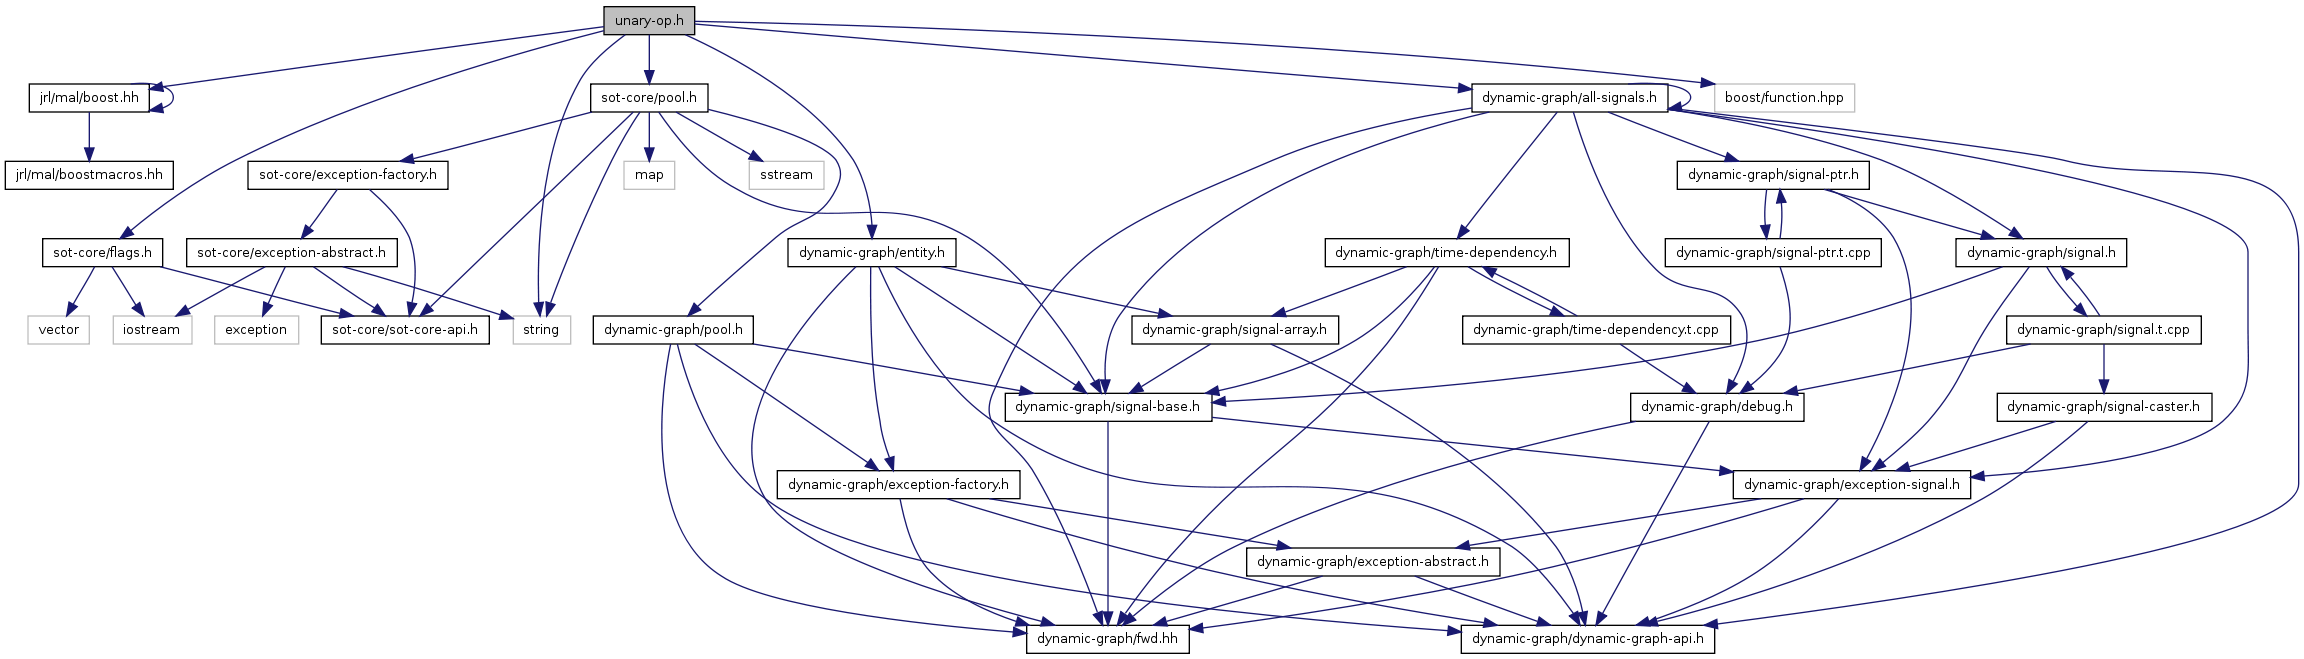 unary-op.h
jrl/mal/boost.hh
sot-core/pool.h
dynamic-graph/all-signals.h
boost/function.hpp
jrl/mal/boostmacros.hh
sot-core/exception-factory.h
map
sstream
dynamic-graph/signal-ptr.h
sot-core/flags.h
sot-core/exception-abstract.h
dynamic-graph/entity.h
dynamic-graph/time-dependency.h
dynamic-graph/signal-ptr.t.cpp
dynamic-graph/signal.h
vector
iostream
exception
sot-core/sot-core-api.h
string
dynamic-graph/pool.h
dynamic-graph/signal-array.h
dynamic-graph/time-dependency.t.cpp
dynamic-graph/signal.t.cpp
dynamic-graph/signal-base.h
dynamic-graph/debug.h
dynamic-graph/signal-caster.h
dynamic-graph/exception-factory.h
dynamic-graph/exception-signal.h
dynamic-graph/exception-abstract.h
dynamic-graph/fwd.hh
dynamic-graph/dynamic-graph-api.h